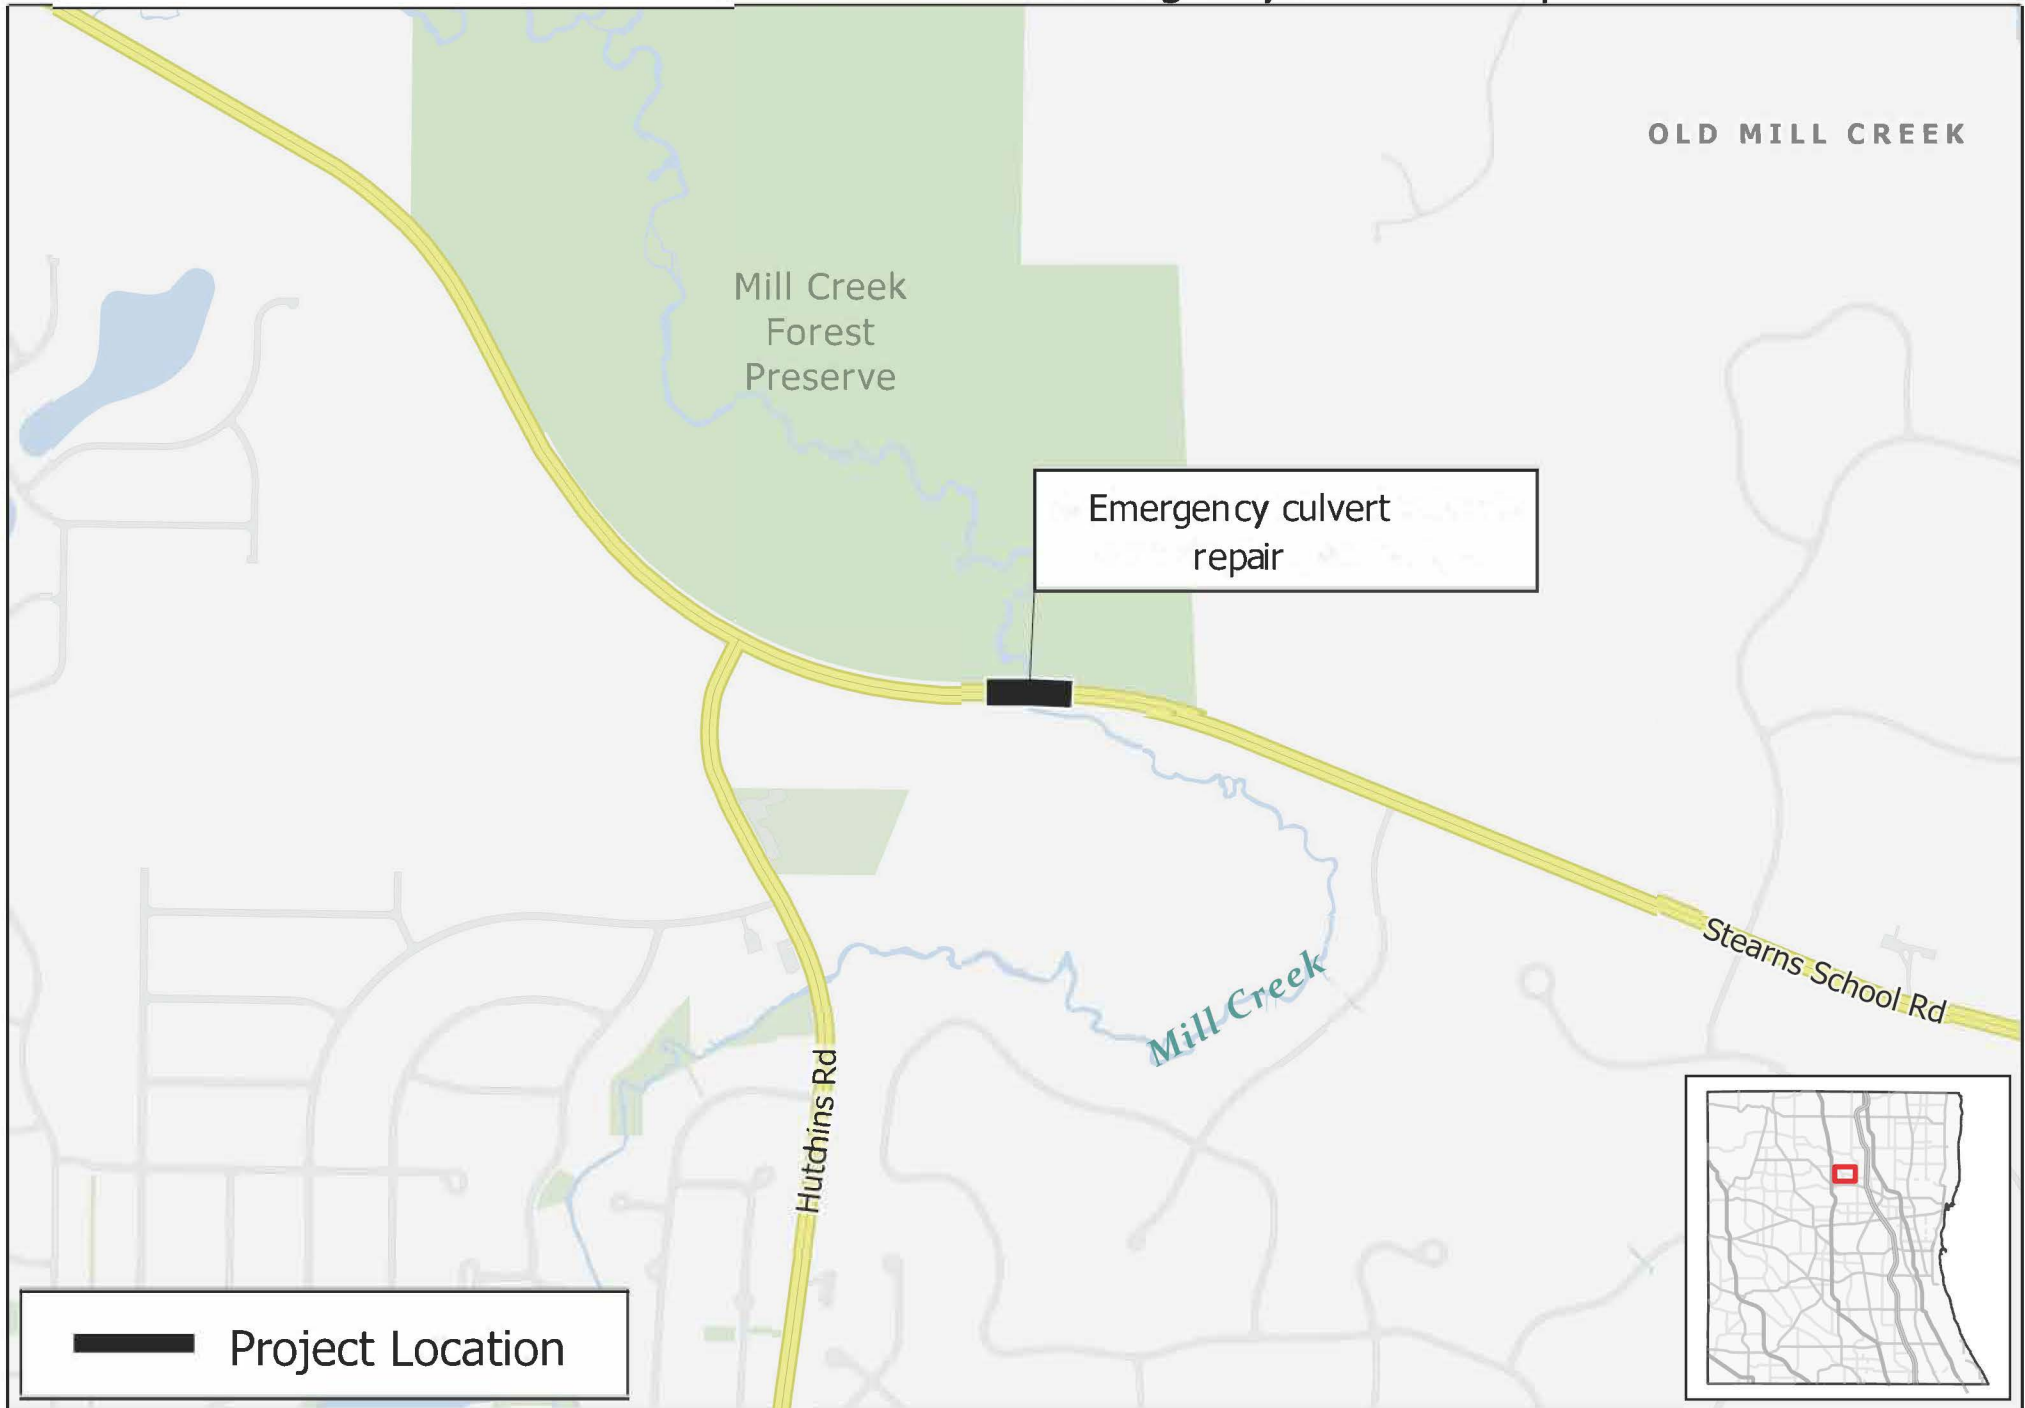 OLD MILL CREEK
Mill Creek
Forest
Preserve
Emergency culvert
repair
Stearns School Rd
Mill Creek
Hutchins Rd
Project Location